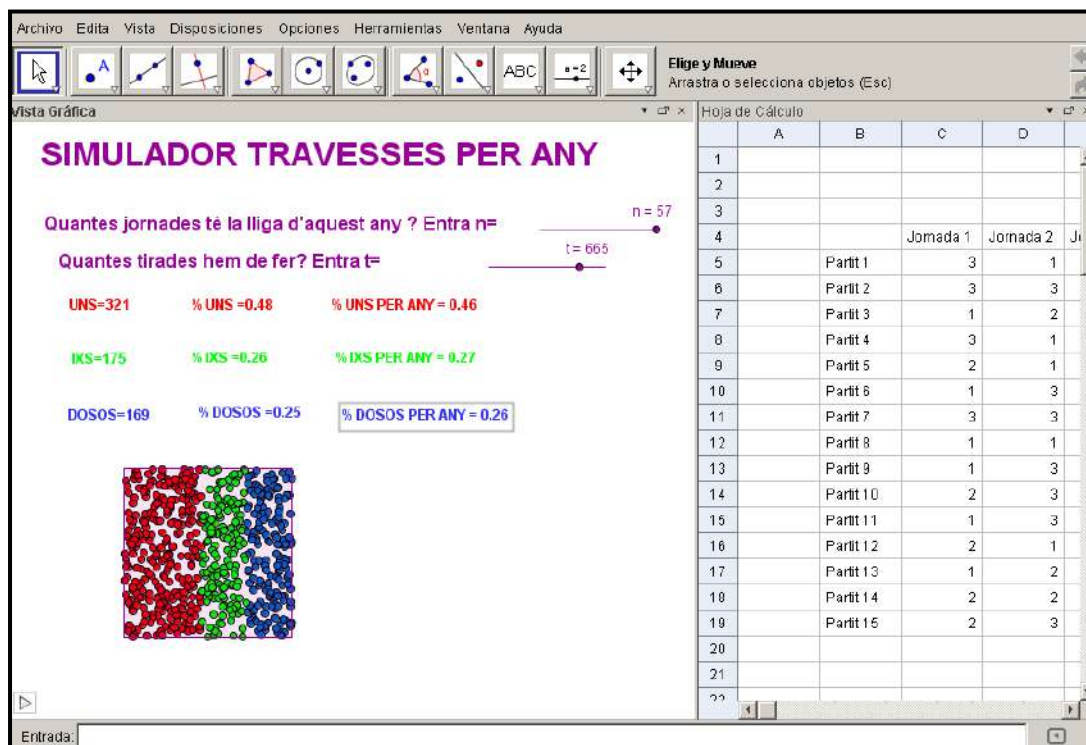 Archivo Edita Vista Disposiciones Opciones Herramientas Ventana Ayuda
A
α
ABC
a=2
Elige y Mueve
Arrastra o selecciona objetos (Esc)
Vista Gráfica
Hoja de Cálculo
SIMULADOR TRAVESSES PER ANY
Quantes jornades té la lliga d'aquest any ? Entra n=
n = 57
Quantes tirades hem de fer? Entra t=
t = 665
UNS=321 % UNS =0.48 % UNS PER ANY = 0.46
IXS=175 % IXS =0.26 % IXS PER ANY = 0.27
DOSOS=169 % DOSOS =0.25 % DOSOS PER ANY = 0.26
A B C D
1
2
3
4 Jornada 1 Jornada 2
5 Partit 1 3 1
6 Partit 2 3 3
7 Partit 3 1 2
8 Partit 4 3 1
9 Partit 5 2 1
10 Partit 6 1 3
11 Partit 7 3 3
12 Partit 8 1 1
13 Partit 9 1 3
14 Partit 10 2 3
15 Partit 11 1 3
16 Partit 12 2 1
17 Partit 13 1 2
18 Partit 14 2 2
19 Partit 15 2 3
20
21
Entrada: